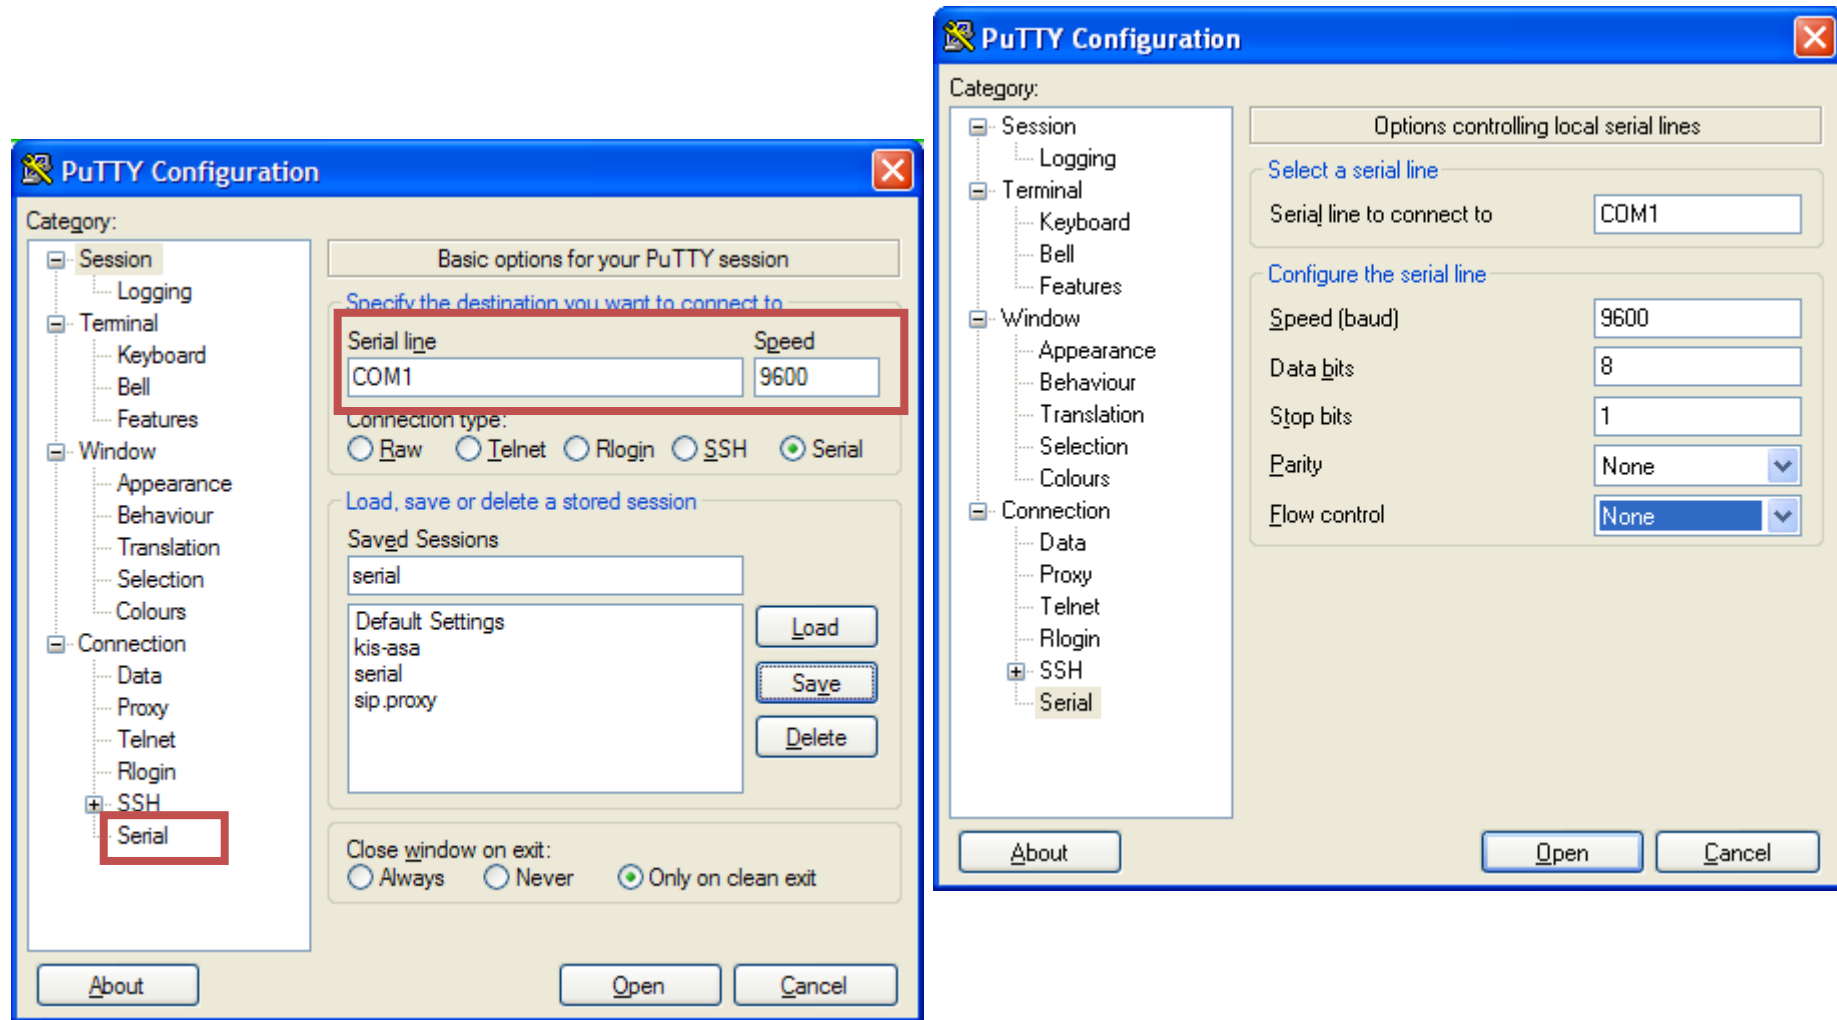 PuTTY Configuration
Category:
Session
Logging
Terminal
Keyboard
Bell
Features
Window
Appearance
Behaviour
Translation
Selection
Colours
Connection
Data
Proxy
Telnet
Rlogin
SSH
Serial
Basic options for your PuTTY session
Specify the destination you want to connect to
Serial line Speed
COM1 9600
Connection type:
Raw Telnet Rlogin SSH Serial
Load, save or delete a stored session
Saved Sessions
serial
Default Settings
kis-asa
serial
sip.proxy
Load
Save
Delete
Close window on exit:
Always Never Only on clean exit
About Open Cancel
PuTTY Configuration
Category:
Session
Logging
Terminal
Keyboard
Bell
Features
Window
Appearance
Behaviour
Translation
Selection
Colours
Connection
Data
Proxy
Telnet
Rlogin
SSH
Serial
Options controlling local serial lines
Select a serial line
Serial line to connect to COM1
Configure the serial line
Speed (baud) 9600
Data bits 8
Stop bits 1
Parity None
Flow control None
About Open Cancel